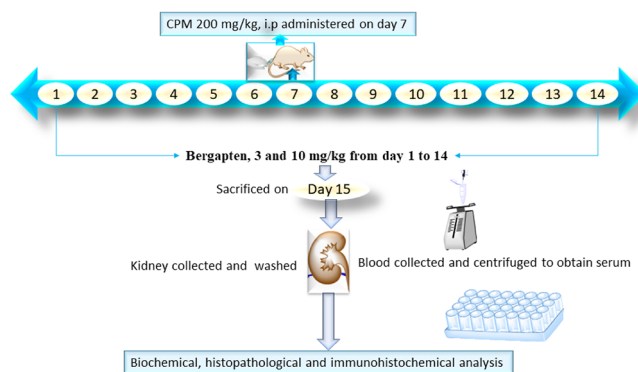 CPM 200 mg/kg, i.p administered on day 7
1 2 3 4 5 6 7 8 9 10 11 12 13 14
Bergapten, 3 and 10 mg/kg from day 1 to 14
Sacrificed on Day 15
Kidney collected and washed
Blood collected and centrifuged to obtain serum
Biochemical, histopathological and immunohistochemical analysis